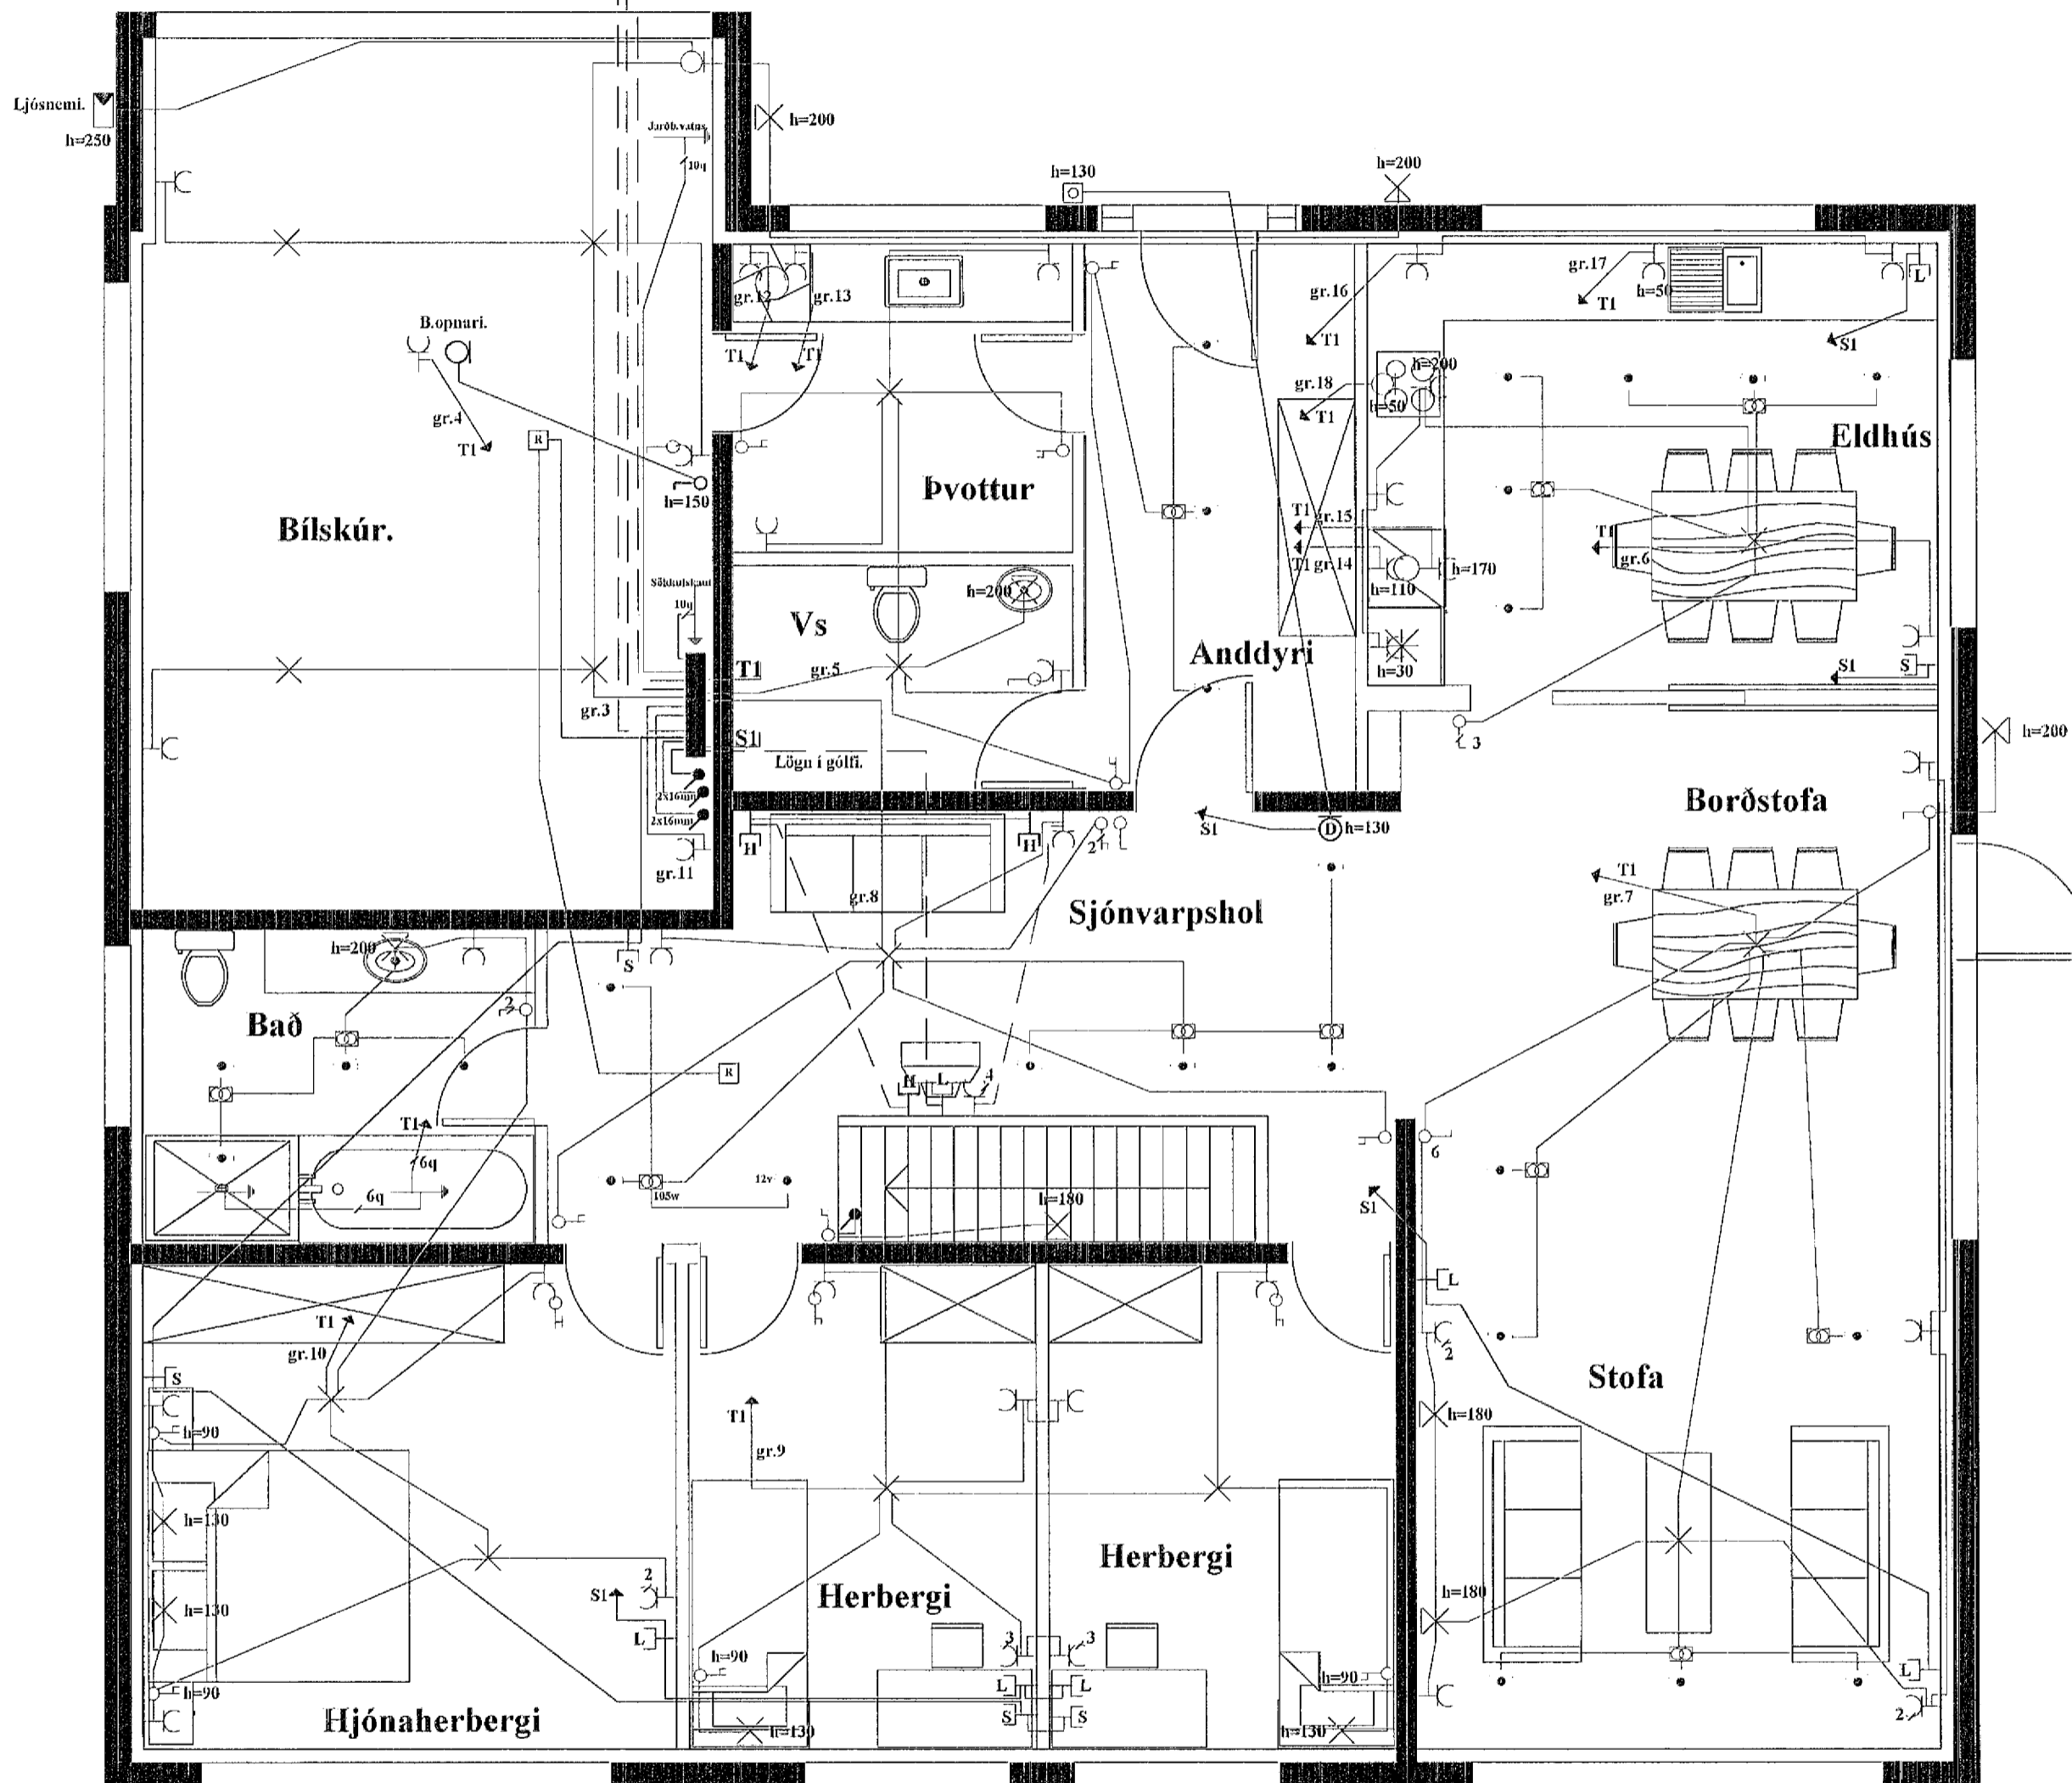 Ljósnemi.
h=250
h=200
Jarðb.vatns
10q
h=130
h=200
gr.12
gr.13
T1
T1
gr.16
T1
gr.17
h=50
T1
L
S1
B.opnari.
gr.4
T1
R
h=150
gr.18
T1
h=200
h=50
Eldhús
Bílskúr.
Þvottur
T1
gr.15
T1
gr.14
h=170
h=110
T1
gr.6
10q
Vs
h=200
Anddyri
h=30
S1
S
T1
gr.5
gr.3
S1
Lögn í gólfi.
3
h=200
2x16mm
2x16mm
gr.11
H
H
2
S1
D
h=130
Borðstofa
gr.8
Sjónvarpshol
T1
gr.7
h=200
S
Bað
2
R
H
L
4
T1
6q
6q
105w
12v
h=180
6
S1
L
T1
gr.10
S
2
h=90
T1
gr.9
Stofa
h=180
h=130
h=130
2
S1
L
Herbergi
Herbergi
h=180
3
3
h=90
h=90
L
L
L
S
S
h=90
2
Hjónaherbergi
h=130
h=130